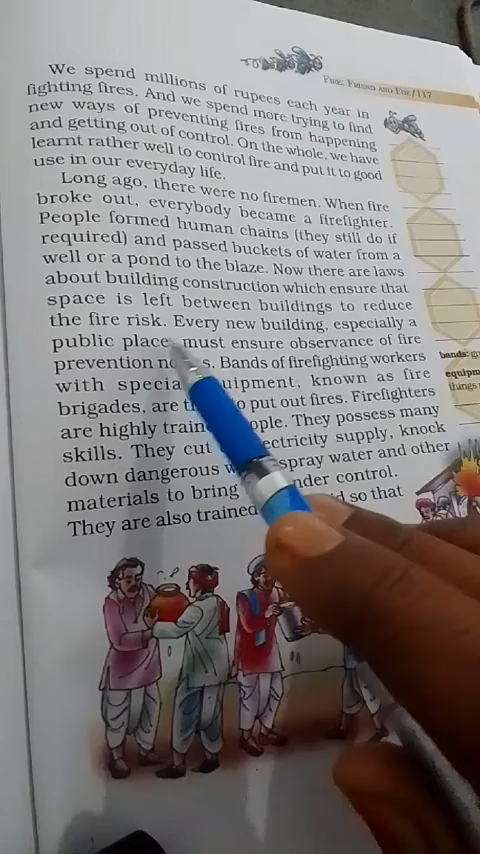 FIRE: FRIEND AND FOE/117
We spend millions of rupees each year in
fighting fires. And we spend more trying to find
new ways of preventing fires from happening
and getting out of control. On the whole, we have
learnt rather well to control fire and put it to good
use in our everyday life.
Long ago, there were no firemen. When fire
broke out, everybody became a firefighter.
People formed human chains (they still do if
required) and passed buckets of water from a
well or a pond to the blaze. Now there are laws
about building construction which ensure that
space is left between buildings to reduce
the fire risk. Every new building, especially a
public place, must ensure observance of fire
prevention. Bands of firefighting workers
with equipment, known as fire
brigades, are to put out fires. Firefighters
are highly. They possess many
skills. They cut supply, knock
down dangerous spray water and other
materials to bring under control.
They are also trained so that
bands:
things